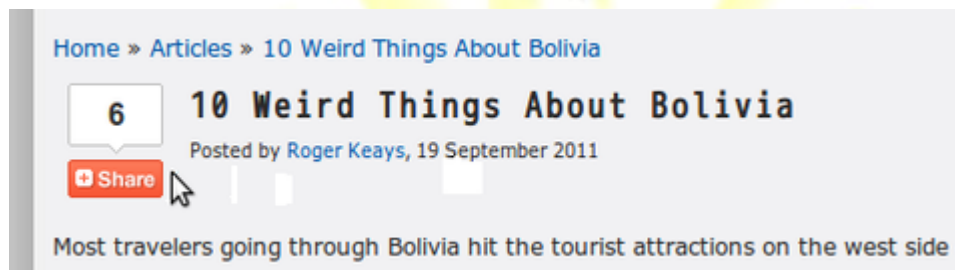 Home » Articles » 10 Weird Things About Bolivia
6
10 Weird Things About Bolivia
Posted by Roger Keays, 19 September 2011
Share
Most travelers going through Bolivia hit the tourist attractions on the west side